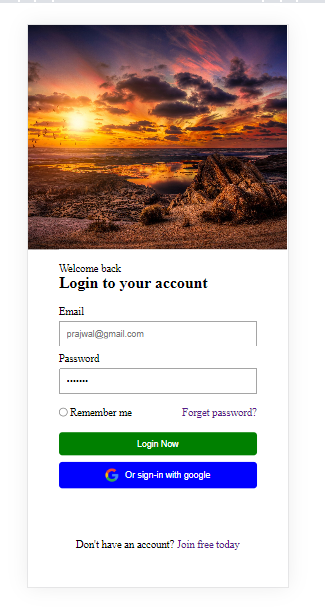 Welcome back
Login to your account
Email
prajwal@gmail.com
Password
•••••••
Remember me Forget password?
Login Now
Or sign-in with google
Don't have an account? Join free today